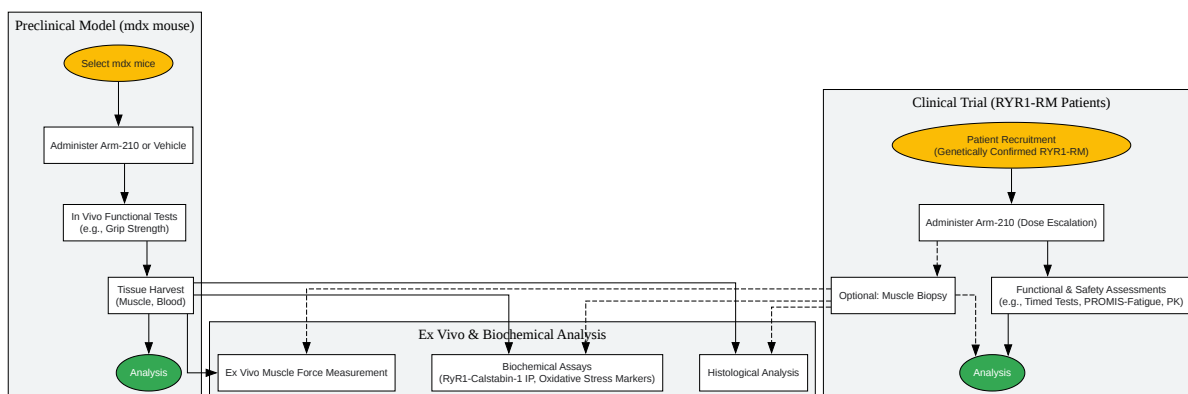 Preclinical Model (mdx mouse)
Select mdx mice
Administer Arm-210 or Vehicle
In Vivo Functional Tests
(e.g., Grip Strength)
Tissue Harvest
(Muscle, Blood)
Analysis
Ex Vivo & Biochemical Analysis
Ex Vivo Muscle Force Measurement
Biochemical Assays
(RyR1-Calstabin-1 IP, Oxidative Stress Markers)
Histological Analysis
Clinical Trial (RYR1-RM Patients)
Patient Recruitment
(Genetically Confirmed RYR1-RM)
Administer Arm-210 (Dose Escalation)
Optional: Muscle Biopsy
Functional & Safety Assessments
(e.g., Timed Tests, PROMIS-Fatigue, PK)
Analysis